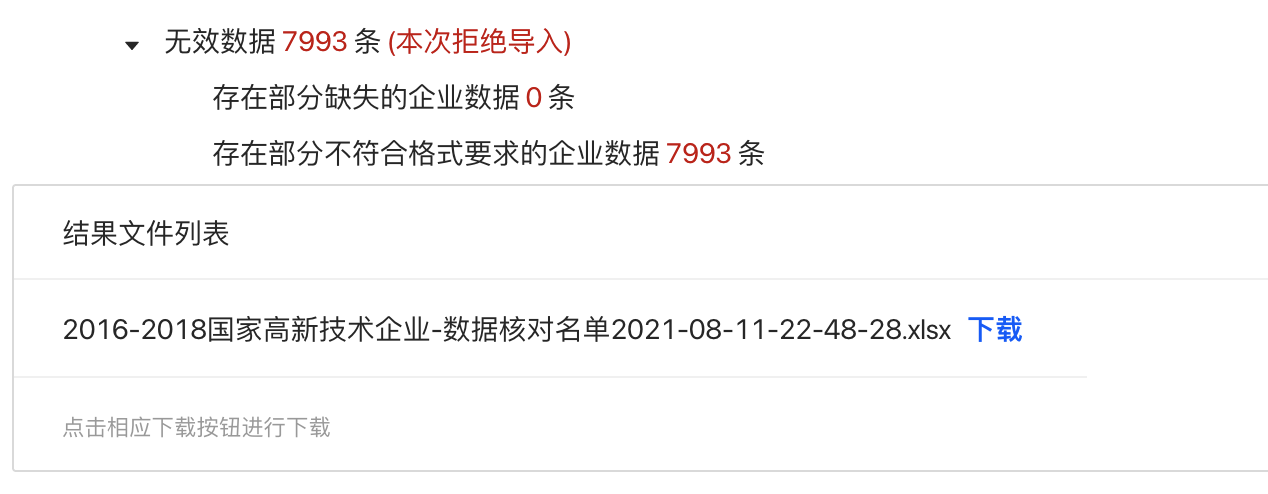 无效数据 7993 条 (本次拒绝导入)
存在部分缺失的企业数据 0 条
存在部分不符合格式要求的企业数据 7993 条
结果文件列表
2016-2018国家高新技术企业-数据核对名单2021-08-11-22-48-28.xlsx 下载
点击相应下载按钮进行下载